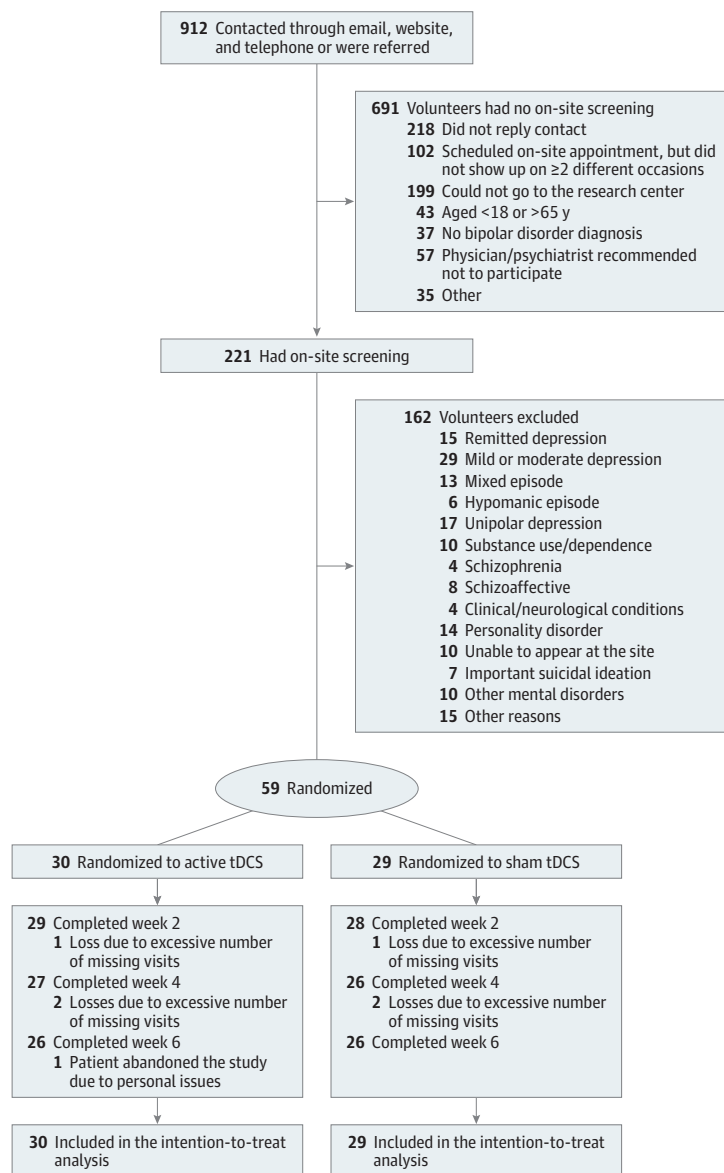 912 Contacted through email, website,
and telephone or were referred
691 Volunteers had no on-site screening
218 Did not reply contact
102 Scheduled on-site appointment, but did
not show up on ≥2 different occasions
199 Could not go to the research center
43 Aged <18 or >65 y
37 No bipolar disorder diagnosis
57 Physician/psychiatrist recommended
not to participate
35 Other
221 Had on-site screening
162 Volunteers excluded
15 Remitted depression
29 Mild or moderate depression
13 Mixed episode
6 Hypomanic episode
17 Unipolar depression
10 Substance use/dependence
4 Schizophrenia
8 Schizoaffective
4 Clinical/neurological conditions
14 Personality disorder
10 Unable to appear at the site
7 Important suicidal ideation
10 Other mental disorders
15 Other reasons
59 Randomized
30 Randomized to active tDCS
29 Completed week 2
1 Loss due to excessive number
of missing visits
27 Completed week 4
2 Losses due to excessive number
of missing visits
26 Completed week 6
1 Patient abandoned the study
due to personal issues
30 Included in the intention-to-treat
analysis
29 Randomized to sham tDCS
28 Completed week 2
1 Loss due to excessive number
of missing visits
26 Completed week 4
2 Losses due to excessive number
of missing visits
26 Completed week 6
29 Included in the intention-to-treat
analysis